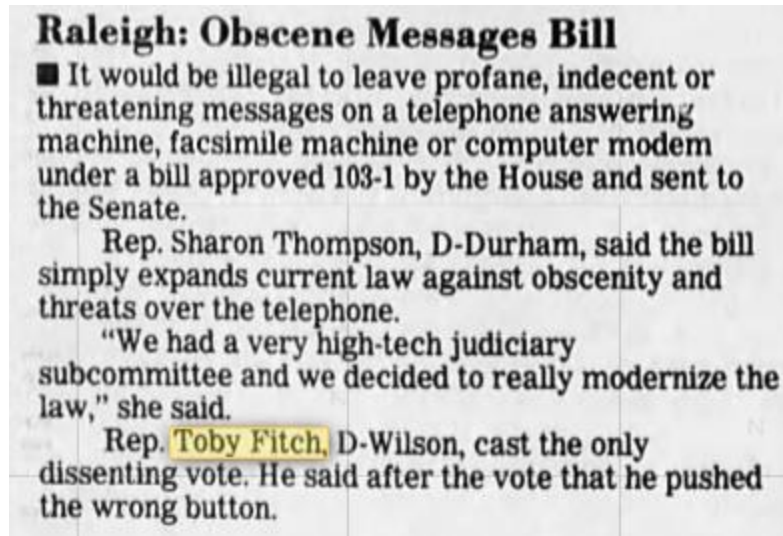 Raleigh: Obscene Messages Bill
■ It would be illegal to leave profane, indecent or
threatening messages on a telephone answering
machine, facsimile machine or computer modem
under a bill approved 103-1 by the House and sent to
the Senate.
Rep. Sharon Thompson, D-Durham, said the bill
simply expands current law against obscenity and
threats over the telephone.
"We had a very high-tech judiciary
subcommittee and we decided to really modernize the
law," she said.
Rep. Toby Fitch, D-Wilson, cast the only
dissenting vote. He said after the vote that he pushed
the wrong button.